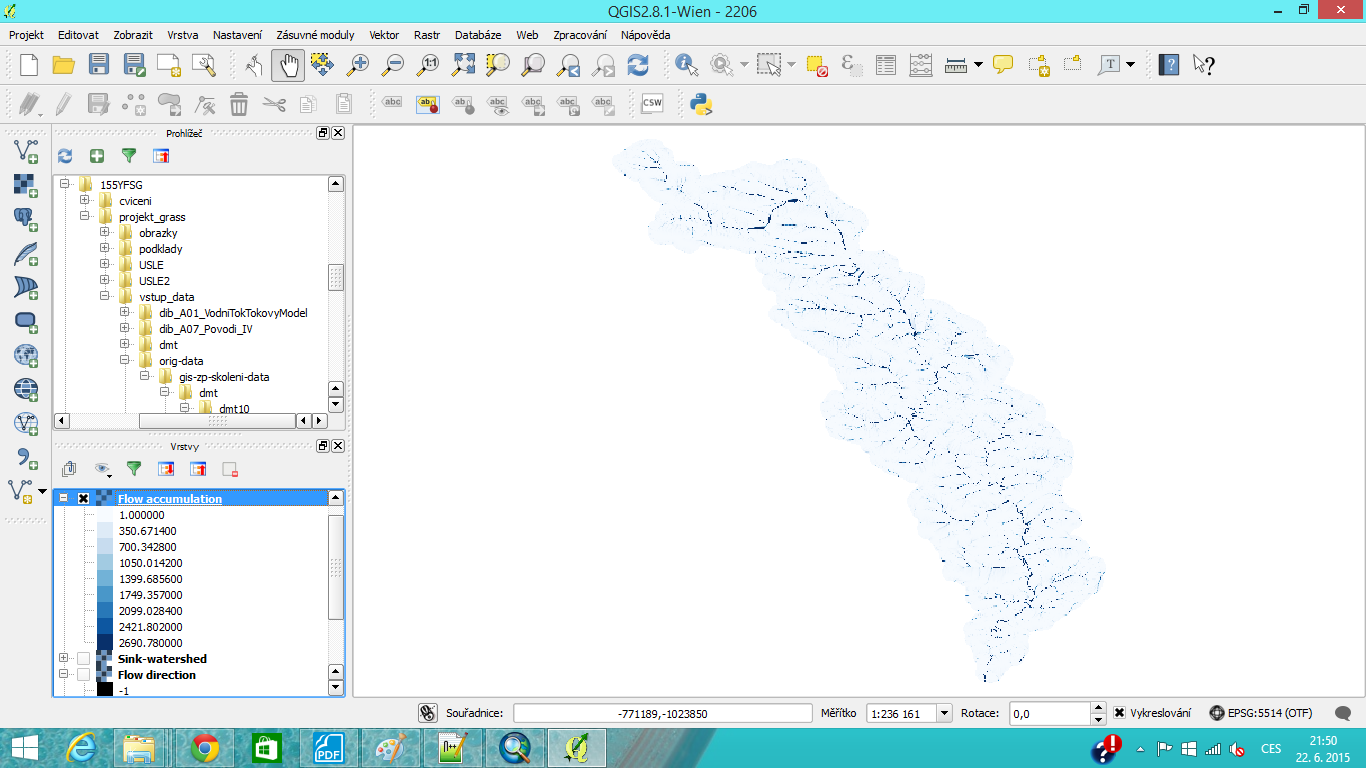 QGIS2.8.1-Wien - 2206
Projekt Editovat Zobrazit Vrstva Nastavení Zásuvné moduly Vektor Rastr Databáze Web Zpracování Nápověda
1:1
T
?
?
abc ab abc abc abc abc CSW
Prohlížeč
155YFSG
cviceni
projekt_grass
obrazky
podklady
USLE
USLE2
vstup_data
dib_A01_VodniTokTokovyModel
dib_A07_Povodi_IV
dmt
orig-data
gis-zp-skoleni-data
dmt
dmt10
Vrstvy
Flow accumulation
1.000000
350.671400
700.342800
1050.014200
1399.685600
1749.357000
2099.028400
2421.802000
2690.780000
Sink-watershed
Flow direction
-1
Souřadnice: -771189,-1023850 Měřítko 1:236 161 Rotace: 0,0 Vykreslování EPSG:5514 (OTF)
PDF
CES
21:50
22. 6. 2015